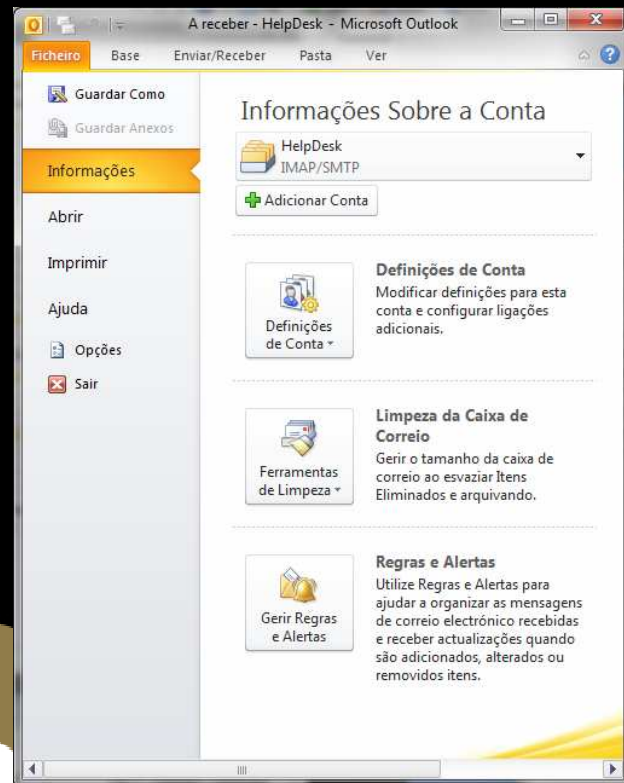 A receber - HelpDesk - Microsoft Outlook
Ficheiro Base Enviar/Receber Pasta Ver
Guardar Como
Guardar Anexos
Informações
Abrir
Imprimir
Ajuda
Opções
Sair
Informações Sobre a Conta
HelpDesk
IMAP/SMTP
Adicionar Conta
Definições
de Conta
Definições de Conta
Modificar definições para esta
conta e configurar ligações
adicionais.
Ferramentas
de Limpeza
Limpeza da Caixa de
Correio
Gerir o tamanho da caixa de
correio ao esvaziar Itens
Eliminados e arquivando.
Gerir Regras
e Alertas
Regras e Alertas
Utilize Regras e Alertas para
ajudar a organizar as mensagens
de correio electrónico recebidas
e receber actualizações quando
são adicionados, alterados ou
removidos itens.